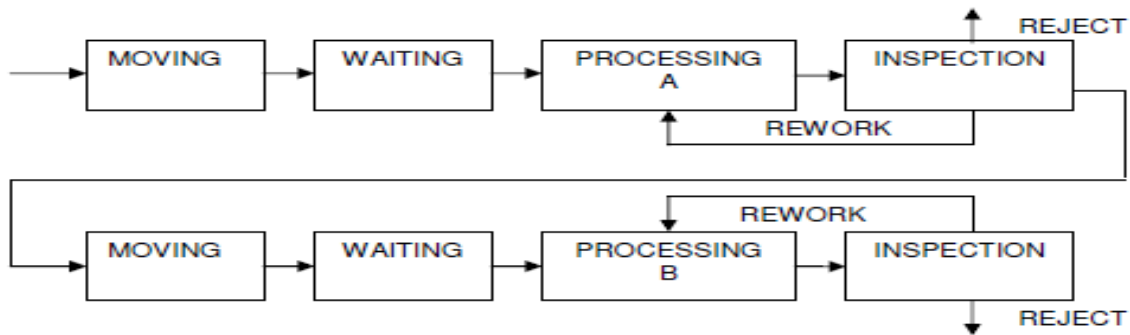 REJECT
MOVING
WAITING
PROCESSING
A
INSPECTION
REWORK
REWORK
MOVING
WAITING
PROCESSING
B
INSPECTION
REJECT